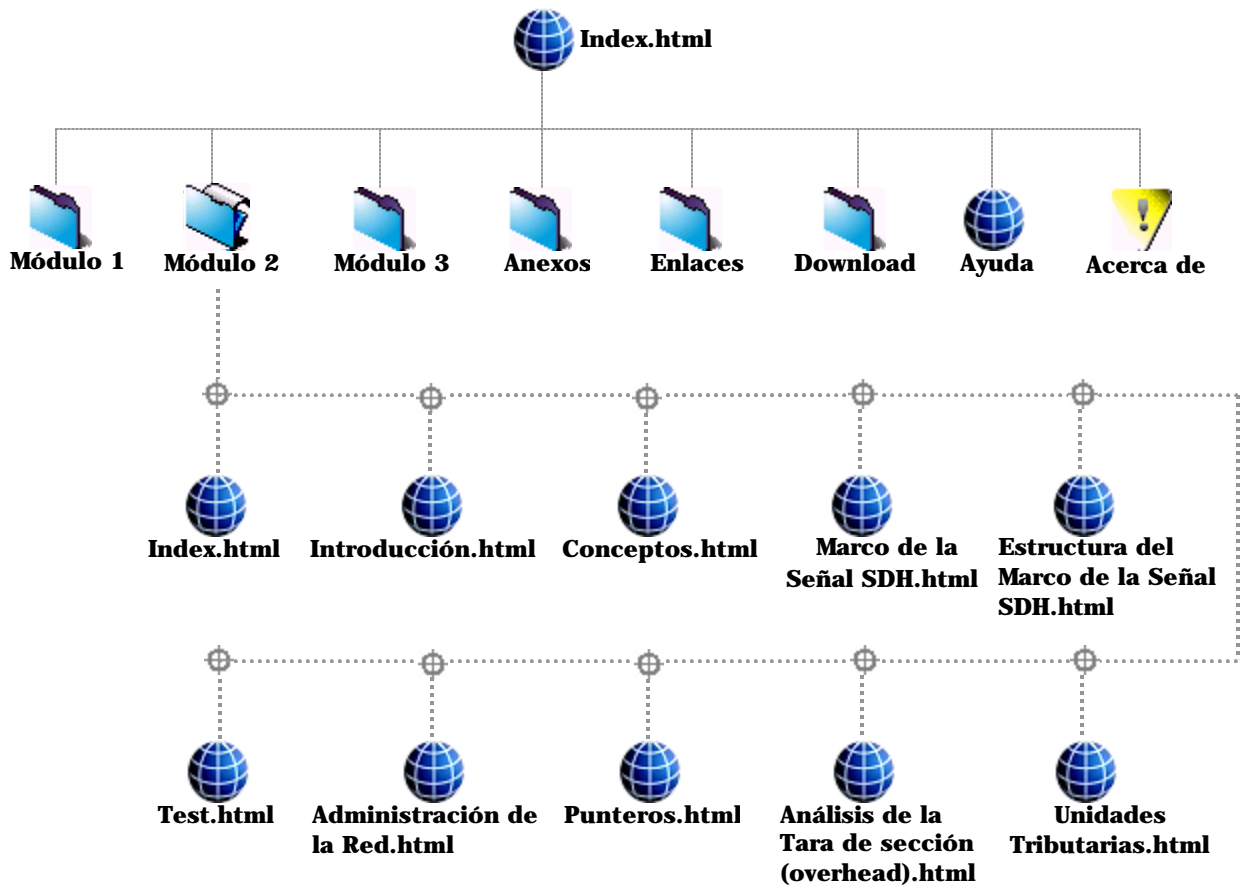 Index.html
Módulo 1
Módulo 2
Módulo 3
Anexos
Enlaces
Download
Ayuda
Acerca de
Index.html
Introducción.html
Conceptos.html
Marco de la
Señal SDH.html
Estructura del
Marco de la Señal
SDH.html
Test.html
Administración de
la Red.html
Punteros.html
Análisis de la
Tara de sección
(overhead).html
Unidades
Tributarias.html